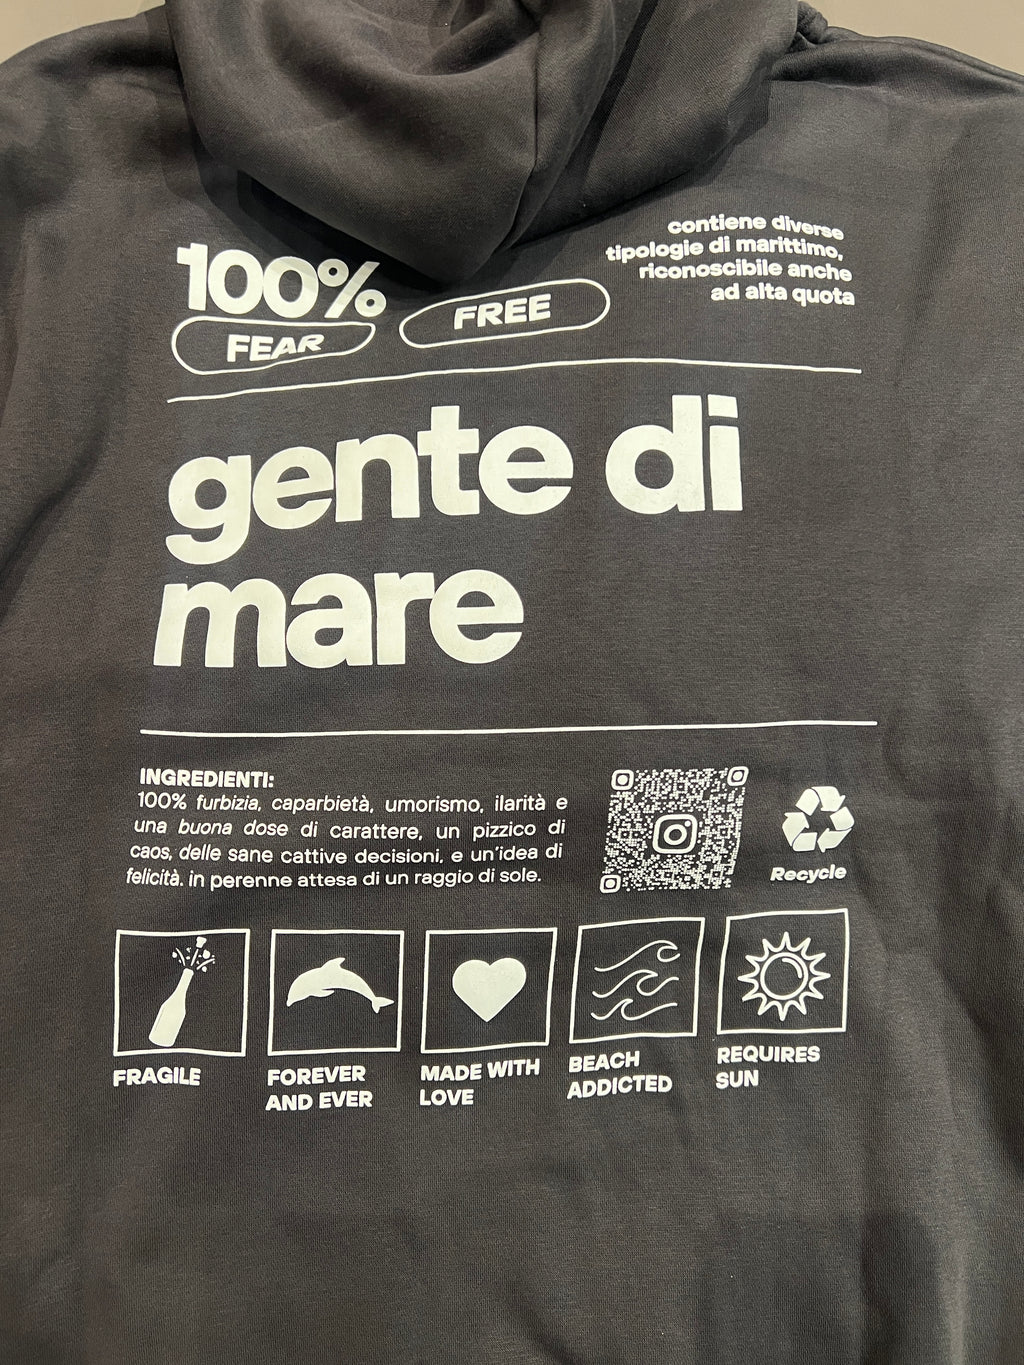 100%
FEAR
FREE
contiene diverse
tipologie di marittimo,
riconoscibile anche
ad alta quota
gente di
mare
INGREDIENTI:
100% furbizia, caparbietà, umorismo, ilarità e
una buona dose di carattere, un pizzico di
caos, delle sane cattive decisioni, e un'idea di
felicità. in perenne attesa di un raggio di sole.
Recycle
FRAGILE
FOREVER
AND EVER
MADE WITH
LOVE
BEACH
ADDICTED
REQUIRES
SUN